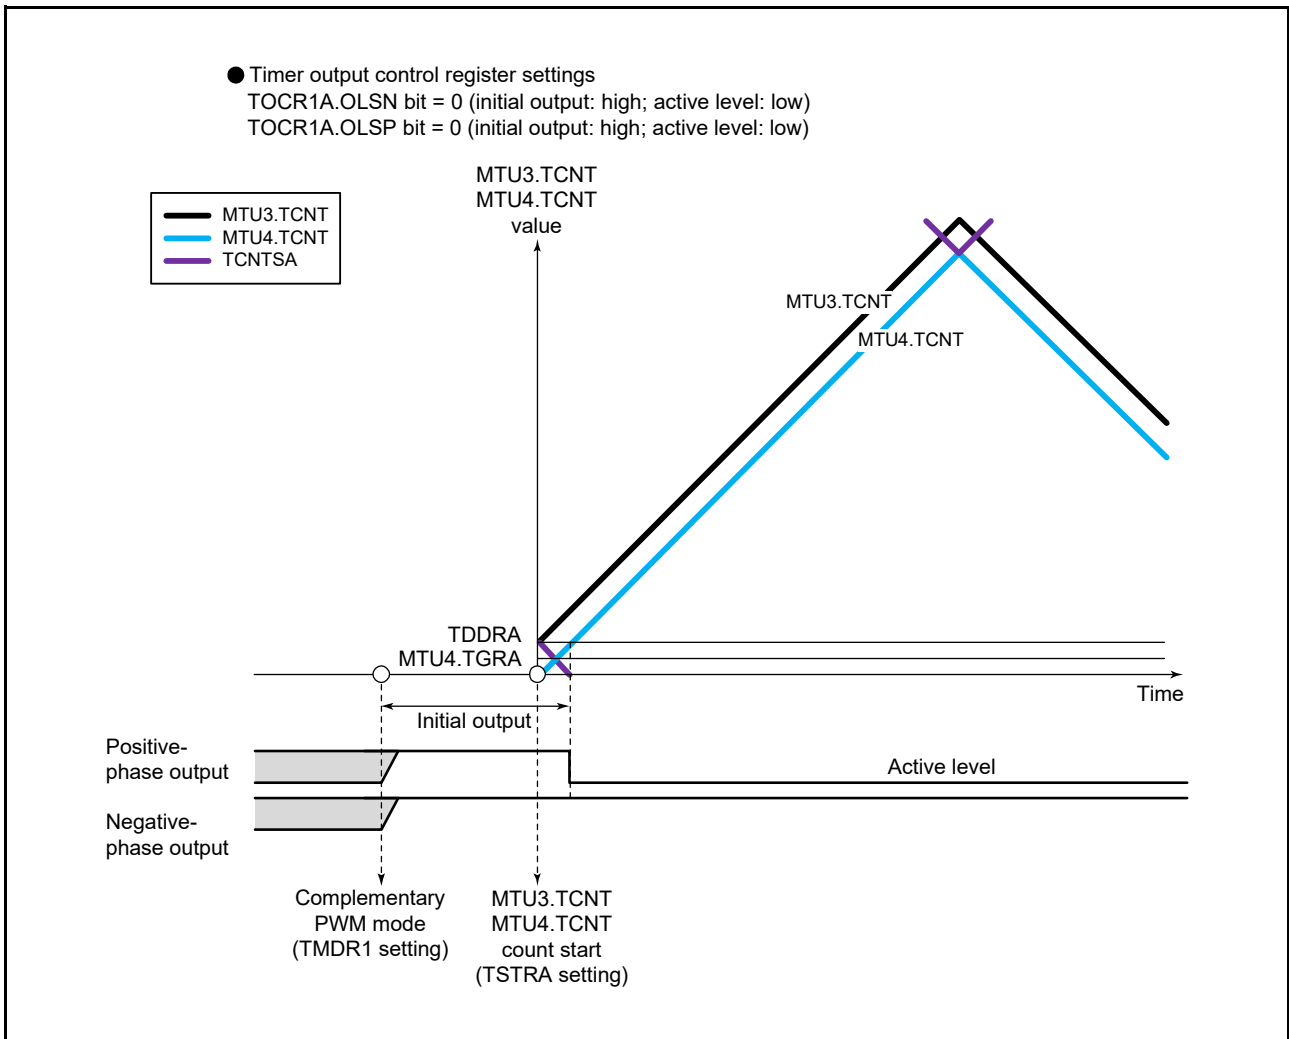 ● Timer output control register settings
TOCR1A.OLSN bit = 0 (initial output: high; active level: low)
TOCR1A.OLSP bit = 0 (initial output: high; active level: low)
MTU3.TCNT
MTU4.TCNT
value
MTU3.TCNT
MTU4.TCNT
TCNTSA
MTU3.TCNT
MTU4.TCNT
TDDRA
MTU4.TGRA
Time
Initial output
Positive-
phase output
Active level
Negative-
phase output
Complementary
PWM mode
(TMDR1 setting)
MTU3.TCNT
MTU4.TCNT
count start
(TSTRA setting)